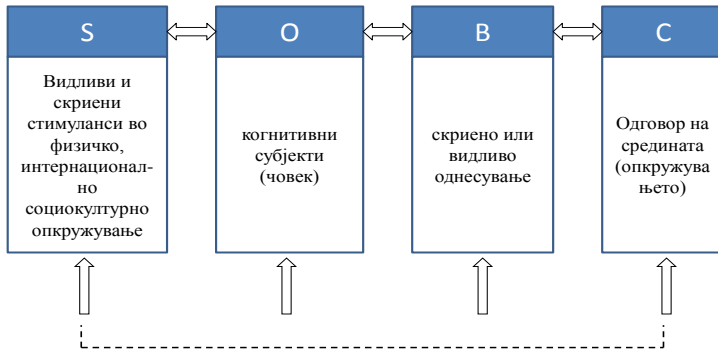 S
O
B
C
Видливи и
скриени
стимуланси во
физичко,
интернационал-
но
социокултурно
опкружување
когнитивни
субјекти
(човек)
скриено или
видливо
однесување
Одговор на
средината
(опкружува
њето)